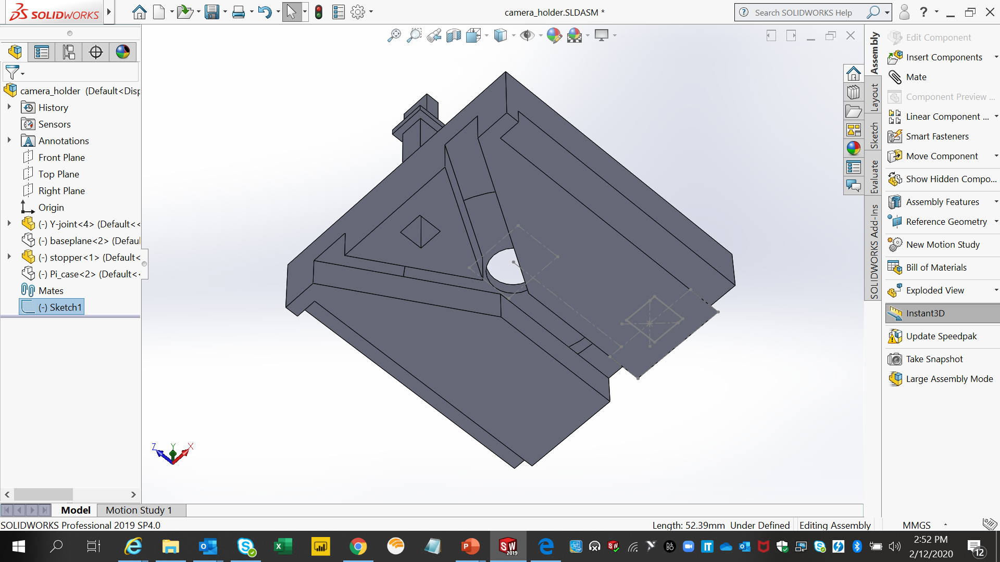 SOLIDWORKS
camera_holder.SLDASM *
Search SOLIDWORKS Help
?
camera_holder (Default<Disp
History
Sensors
A Annotations
Front Plane
Top Plane
Right Plane
Origin
(-) Y-joint<4> (Default<<
(-) baseplane<2> (Defaul
(-) stopper<1> (Default<
(-) Pi_case<2> (Default<
Mates
(-) Sketch1
Z Y X
Assembly
Layout
Sketch
Evaluate
SOLIDWORKS Add-Ins
Edit Component
Insert Components
Mate
Component Preview ...
Linear Component ...
Smart Fasteners
Move Component
Show Hidden Compo...
Assembly Features
Reference Geometry
New Motion Study
Bill of Materials
Exploded View
Instant3D
Update Speedpak
Take Snapshot
Large Assembly Mode
Model
Motion Study 1
SOLIDWORKS Professional 2019 SP4.0
Length: 52.39mm Under Defined
Editing Assembly
MMGS
SW 2019
2:52 PM
2/12/2020
12